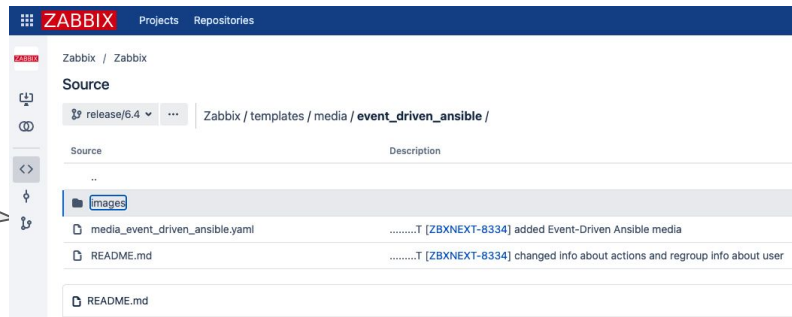 ZABBIX Projects Repositories
ZABBIX
Zabbix / Zabbix
Source
release/6.4 ··· Zabbix / templates / media / event_driven_ansible /
Source Description
..
images
media_event_driven_ansible.yaml .........T [ZBXNEXT-8334] added Event-Driven Ansible media
README.md .........T [ZBXNEXT-8334] changed info about actions and regroup info about user
README.md